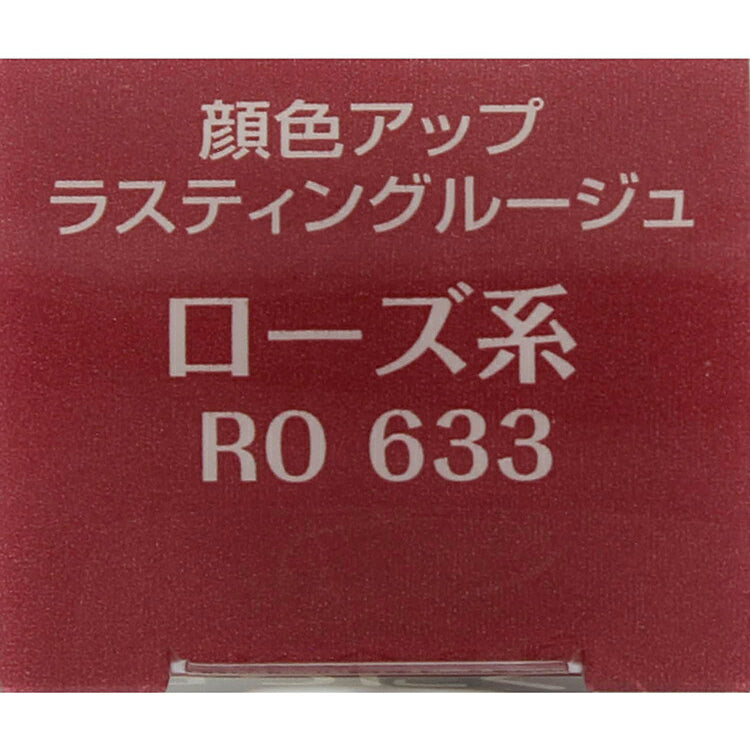 顔色アップ
ラスティングルージュ
ローズ系
RO 633